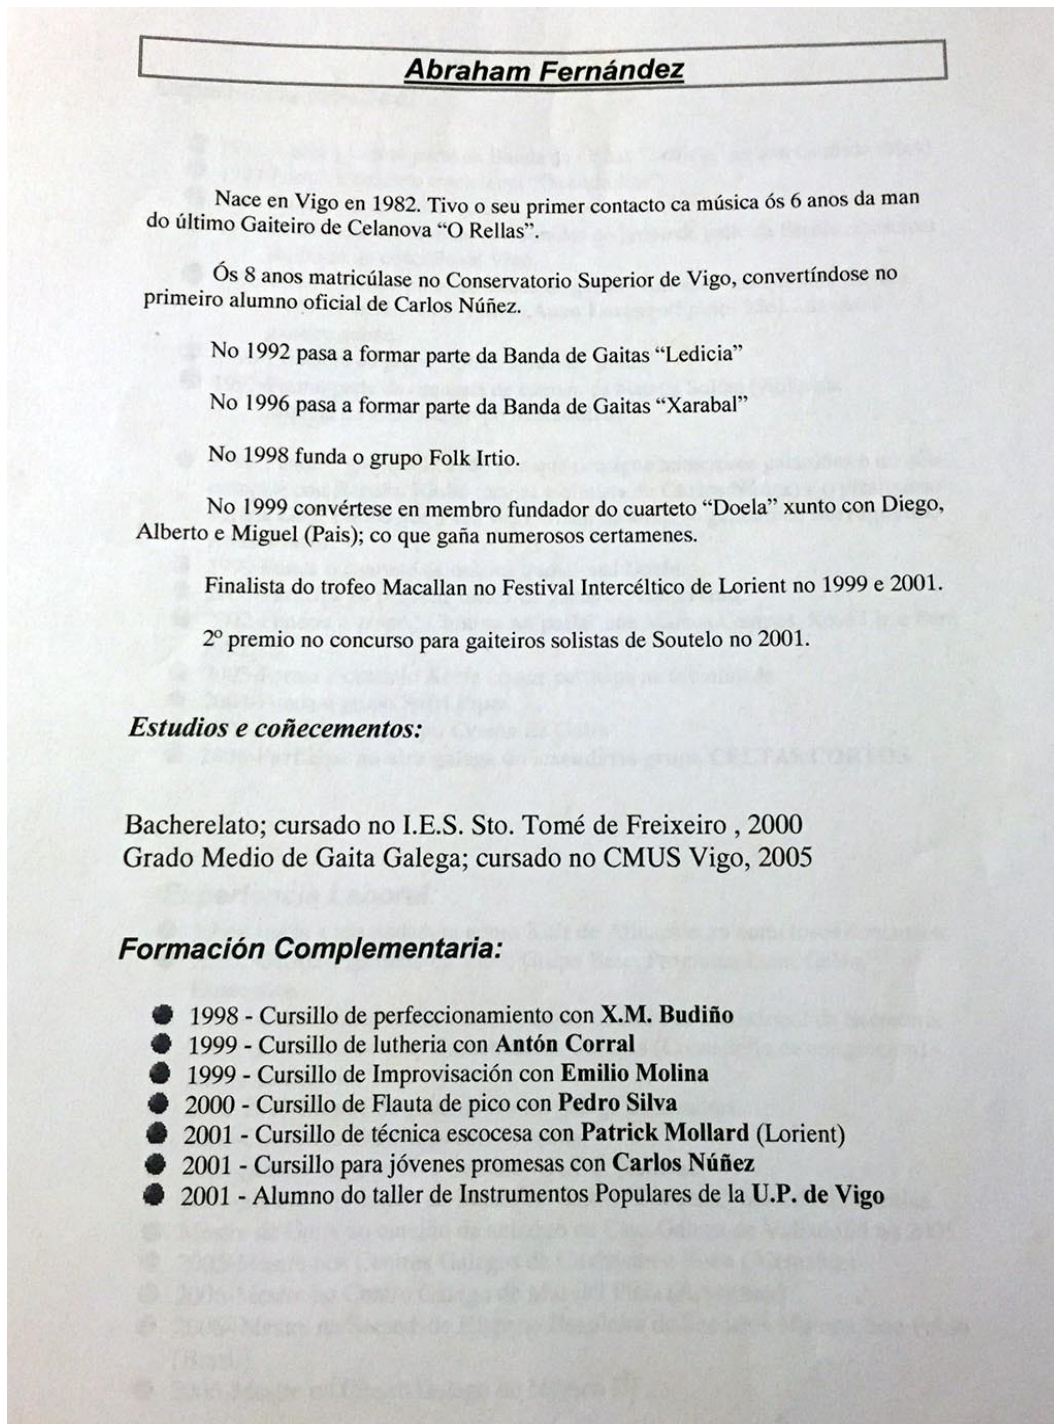 Abraham Fernández
Nace en Vigo en 1982. Tivo o seu primer contacto ca música ós 6 anos da man
do último Gaiteiro de Celanova “O Rellas”.
Ós 8 anos matricúlase no Conservatorio Superior de Vigo, convertíndose no
primeiro alumno oficial de Carlos Núñez.
No 1992 pasa a formar parte da Banda de Gaitas “Ledicia”
No 1996 pasa a formar parte da Banda de Gaitas “Xarabal”
No 1998 funda o grupo Folk Irtio.
No 1999 convértese en membro fundador do cuarteto “Doela” xunto con Diego,
Alberto e Miguel (Pais); co que gaña numerosos certamenes.
Finalista do trofeo Macallan no Festival Intercéltico de Lorient no 1999 e 2001.
2º premio no concurso para gaiteiros solistas de Soutelo no 2001.
Estudios e coñecementos:
Bacherelato; cursado no I.E.S. Sto. Tomé de Freixeiro , 2000
Grado Medio de Gaita Galega; cursado no CMUS Vigo, 2005
Formación Complementaria:
1998 - Cursillo de perfeccionamiento con X.M. Budiño
1999 - Cursillo de lutheria con Antón Corral
1999 - Cursillo de Improvisación con Emilio Molina
2000 - Cursillo de Flauta de pico con Pedro Silva
2001 - Cursillo de técnica escocesa con Patrick Mollard (Lorient)
2001 - Cursillo para jóvenes promesas con Carlos Núñez
2001 - Alumno do taller de Instrumentos Populares de la U.P. de Vigo